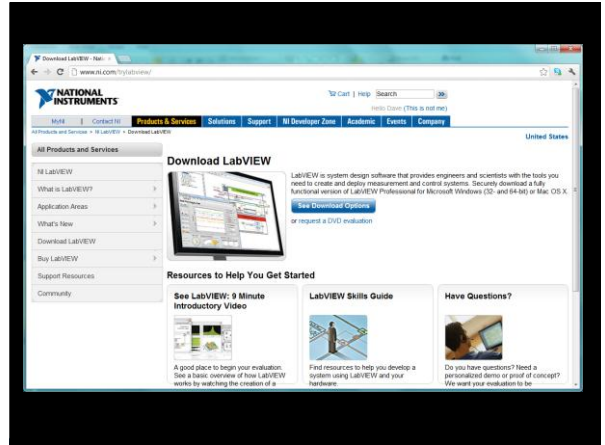 Download LabVIEW - Natio
www.ni.com/trylabview/
NATIONAL
INSTRUMENTS
Cart | Help Search
Hello Dave (This is not me)
MyNI | Contact NI Products & Services Solutions Support NI Developer Zone Academic Events Company
All Products and Services > NI LabVIEW > Download LabVIEW
United States
All Products and Services
NI LabVIEW
What is LabVIEW?
Application Areas
What's New
Download LabVIEW
Buy LabVIEW
Support Resources
Community
Download LabVIEW
LabVIEW is system design software that provides engineers and scientists with the tools you
need to create and deploy measurement and control systems. Securely download a fully
functional version of LabVIEW Professional for Microsoft Windows (32- and 64-bit) or Mac OS X.
See Download Options
or request a DVD evaluation
Resources to Help You Get Started
See LabVIEW: 9 Minute
Introductory Video
A good place to begin your evaluation.
See a basic overview of how LabVIEW
works by watching the creation of a
LabVIEW Skills Guide
Find resources to help you develop a
system using LabVIEW and your
hardware.
Have Questions?
Do you have questions? Need a
personalized demo or proof of concept?
We want your evaluation to be